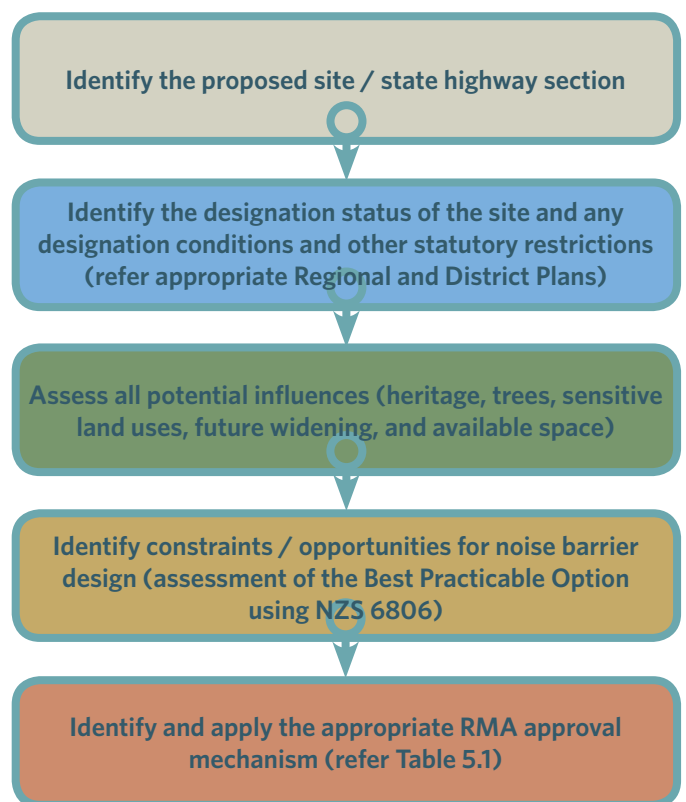 Identify the proposed site / state highway section
Identify the designation status of the site and any
designation conditions and other statutory restrictions
(refer appropriate Regional and District Plans)
Assess all potential influences (heritage, trees, sensitive
land uses, future widening, and available space)
Identify constraints / opportunities for noise barrier
design (assessment of the Best Practicable Option
using NZS 6806)
Identify and apply the appropriate RMA approval
mechanism (refer Table 5.1)